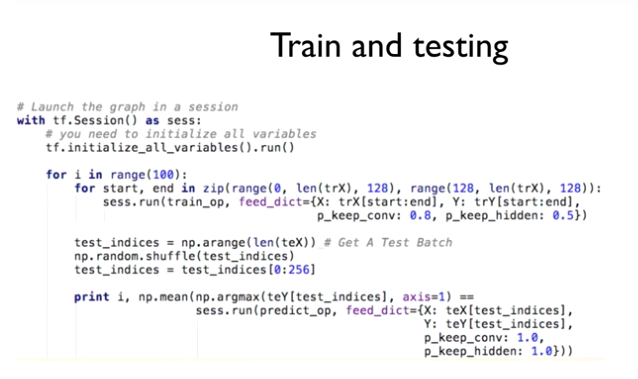 Train and testing
# Launch the graph in a session
with tf.Session() as sess:
    # you need to initialize all variables
    tf.initialize_all_variables().run()
    for i in range(100):
        for start, end in zip(range(0, len(trX), 128), range(128, len(trX), 128)):
            sess.run(train_op, feed_dict={X: trX[start:end], Y: trY[start:end],
                                          p_keep_conv: 0.8, p_keep_hidden: 0.5})
        test_indices = np.arange(len(teX)) # Get A Test Batch
        np.random.shuffle(test_indices)
        test_indices = test_indices[0:256]
        print i, np.mean(np.argmax(teY[test_indices], axis=1) ==
                         sess.run(predict_op, feed_dict={X: teX[test_indices],
                                                         Y: teY[test_indices],
                                                         p_keep_conv: 1.0,
                                                         p_keep_hidden: 1.0}))